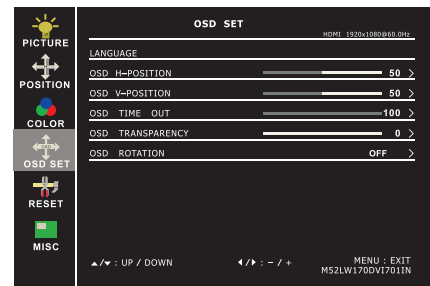 OSD SET
HDMI 1920x1080@60.0Hz
PICTURE
POSITION
COLOR
OSD
OSD SET
RESET
MISC
LANGUAGE
OSD H-POSITION 50 >
OSD V-POSITION 50 >
OSD TIME OUT 100 >
OSD TRANSPARENCY 0 >
OSD ROTATION OFF >
▲/▼ : UP / DOWN ◀/▶ : - / + MENU : EXIT
M52LW170DVI701IN